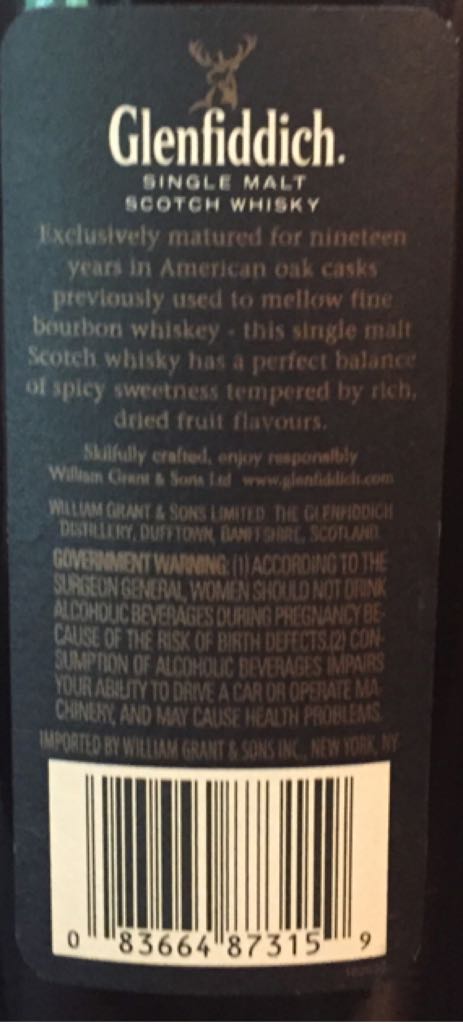 Glenfiddich.
SINGLE MALT
SCOTCH WHISKY
Exclusively matured for nineteen
years in American oak casks
previously used to mellow fine
bourbon whiskey - this single malt
Scotch whisky has a perfect balance
of spicy sweetness tempered by rich,
dried fruit flavours.
Skilfully crafted, enjoy responsibly
William Grant & Sons Ltd www.glenfiddich.com
WILLIAM GRANT & SONS LIMITED. THE GLENFIDDICH
DISTILLERY, DUFFTOWN, BANFFSHIRE, SCOTLAND.
GOVERNMENT WARNING: (1) ACCORDING TO THE
SURGEON GENERAL, WOMEN SHOULD NOT DRINK
ALCOHOLIC BEVERAGES DURING PREGNANCY BE-
CAUSE OF THE RISK OF BIRTH DEFECTS.(2) CON-
SUMPTION OF ALCOHOLIC BEVERAGES IMPAIRS
YOUR ABILITY TO DRIVE A CAR OR OPERATE MA-
CHINERY, AND MAY CAUSE HEALTH PROBLEMS.
IMPORTED BY WILLIAM GRANT & SONS INC., NEW YORK, NY
0 83664 87315 9